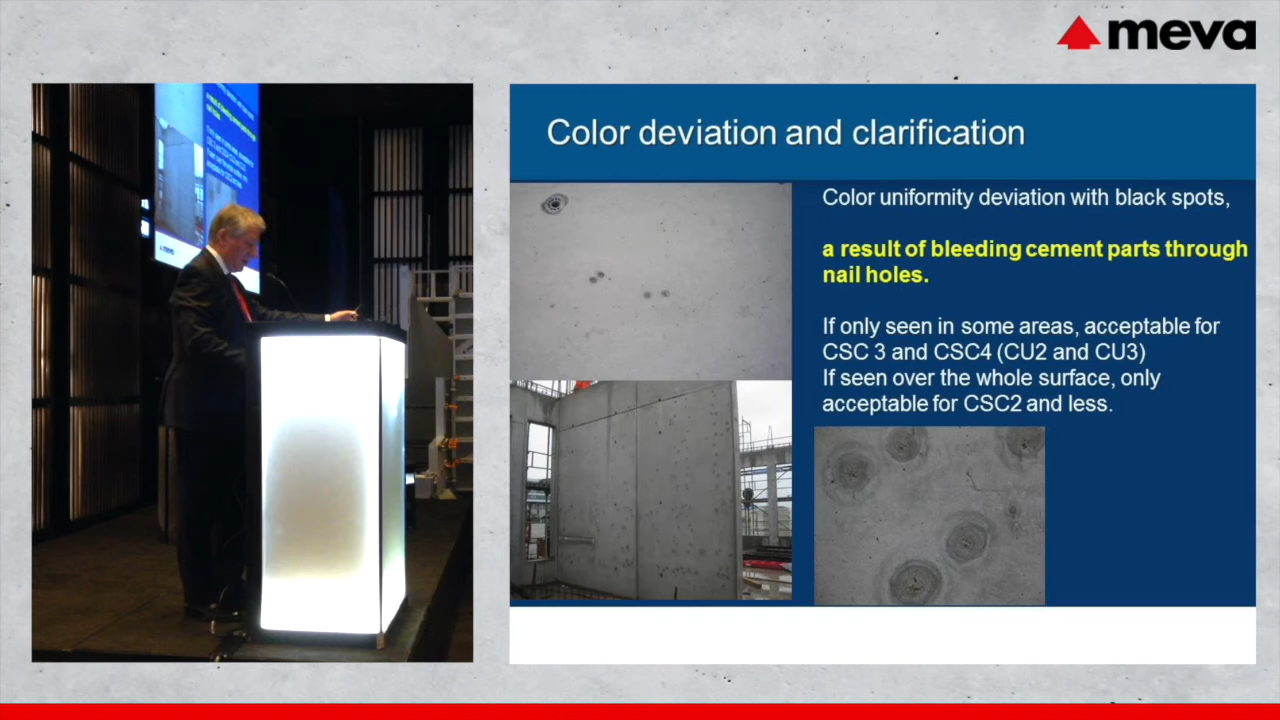 meva
Color deviation and clarification
Color uniformity deviation with black spots,
a result of bleeding cement parts through
nail holes.
If only seen in some areas, acceptable for
CSC 3 and CSC4 (CU2 and CU3)
If seen over the whole surface, only
acceptable for CSC2 and less.